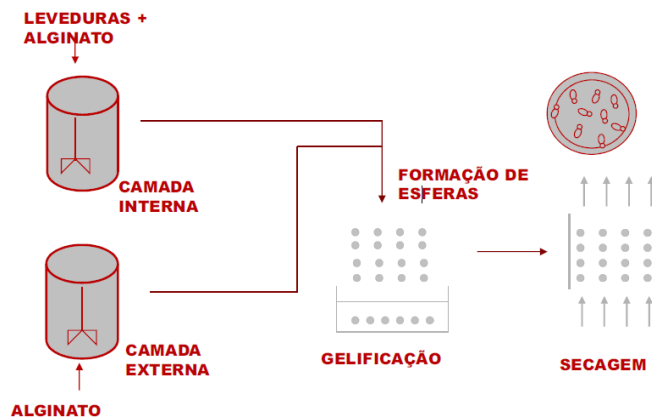 LEVEDURAS +
ALGINATO
CAMADA
INTERNA
FORMAÇÃO DE
ESFERAS
CAMADA
EXTERNA
ALGINATO
GELIFICAÇÃO
SECAGEM